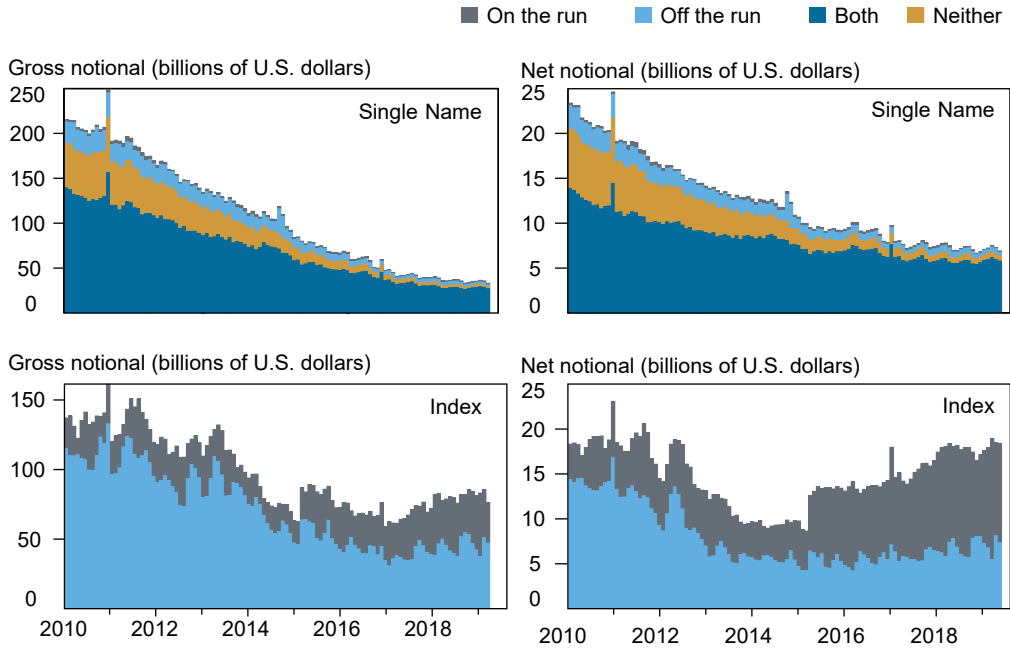 On the run Off the run Both Neither
Gross notional (billions of U.S. dollars)
250
200
150
100
50
0
Single Name
Net notional (billions of U.S. dollars)
25
20
15
10
5
0
Single Name
Gross notional (billions of U.S. dollars)
150
100
50
0
Index
2010 2012 2014 2016 2018
Net notional (billions of U.S. dollars)
25
20
15
10
5
0
Index
2010 2012 2014 2016 2018